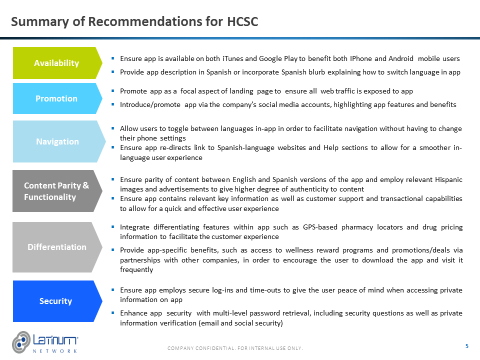 Summary of Recommendations for HCSC
Availability
▪ Ensure app is available on both iTunes and Google Play to benefit both IPhone and Android mobile users
▪ Provide app description in Spanish or incorporate Spanish blurb explaining how to switch language in app
Promotion
▪ Promote app as a focal aspect of landing page to ensure all web traffic is exposed to app
▪ Introduce/promote app via the company's social media accounts, highlighting app features and benefits
Navigation
▪ Allow users to toggle between languages in-app in order to facilitate navigation without having to change
their phone settings
▪ Ensure app re-directs link to Spanish-language websites and Help sections to allow for a smoother in-
language user experience
Content Parity &
Functionality
▪ Ensure parity of content between English and Spanish versions of the app and employ relevant Hispanic
images and advertisements to give higher degree of authenticity to content
▪ Ensure app contains relevant key information as well as customer support and transactional capabilities
to allow for a quick and effective user experience
Differentiation
▪ Integrate differentiating features within app such as GPS-based pharmacy locators and drug pricing
information to facilitate the customer experience
▪ Provide app-specific benefits, such as access to wellness reward programs and promotions/deals via
partnerships with other companies, in order to encourage the user to download the app and visit it
frequently
Security
▪ Ensure app employs secure log-ins and time-outs to give the user peace of mind when accessing private
information on app
▪ Enhance app security with multi-level password retrieval, including security questions as well as private
information verification (email and social security)
LATINUM
NETWORK
COMPANY CONFIDENTIAL. FOR INTERNAL USE ONLY.
5